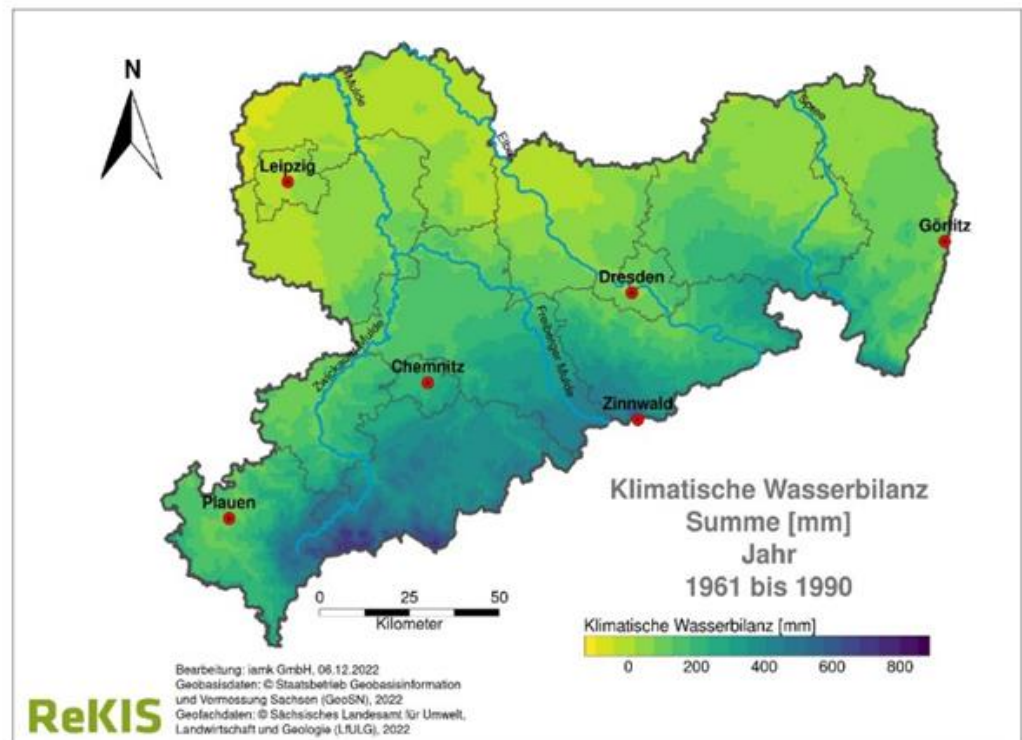 N
Mulde
Elbe
Spree
Leipzig
Görlitz
Dresden
Zwickauer Mulde
Freiberger Mulde
Chemnitz
Zinnwald
Plauen
Klimatische Wasserbilanz
Summe [mm]
Jahr
1961 bis 1990
0 25 50
Kilometer
Klimatische Wasserbilanz [mm]
0 200 400 600 800
Bearbeitung: iamk GmbH, 06.12.2022
Geobasisdaten: © Staatsbetrieb Geobasisinformation
und Vermessung Sachsen (GeoSN), 2022
Geofachdaten: © Sächsisches Landesamt für Umwelt,
Landwirtschaft und Geologie (LfULG), 2022
ReKIS